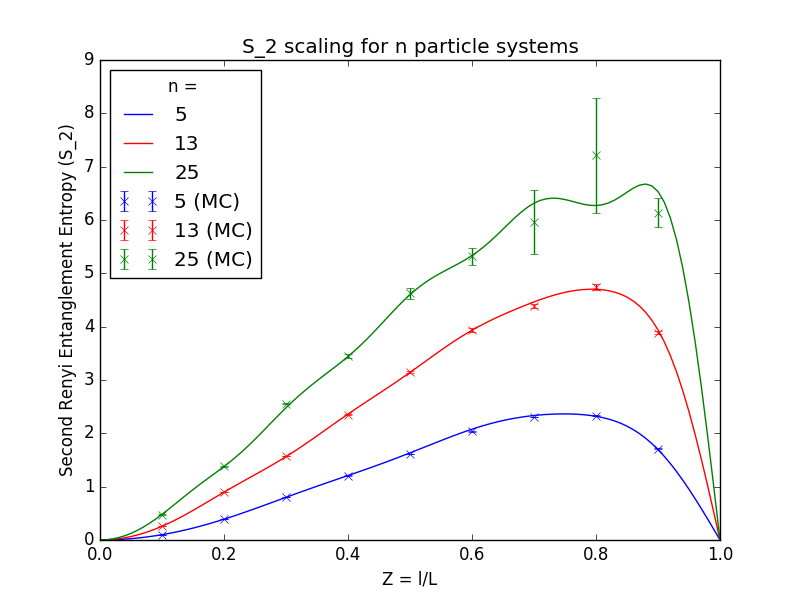 S_2 scaling for n particle systems
Second Renyi Entanglement Entropy (S_2)
9
8
7
6
5
4
3
2
1
0
n =
5
13
25
5 (MC)
13 (MC)
25 (MC)
0.0 0.2 0.4 0.6 0.8 1.0
Z = l/L